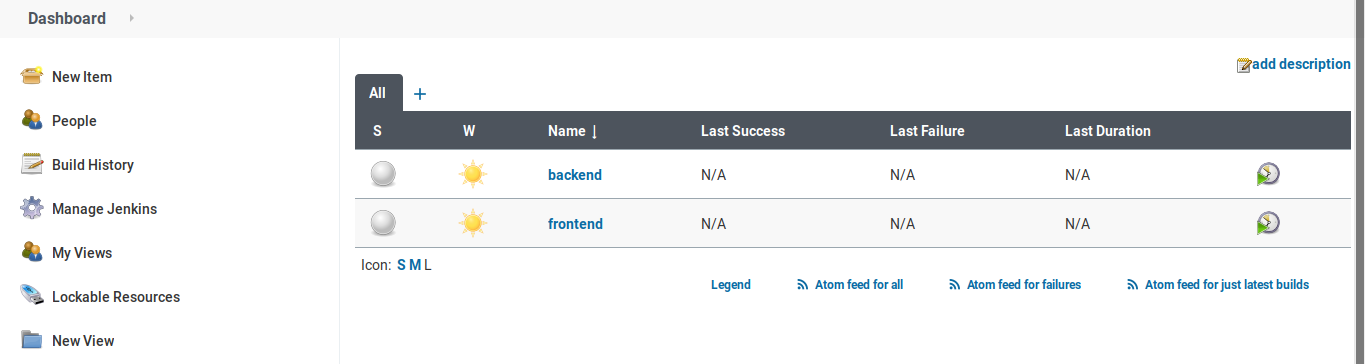 Dashboard
New Item
People
Build History
Manage Jenkins
My Views
Lockable Resources
New View
add description
All +
S W Name ↓ Last Success Last Failure Last Duration
backend N/A N/A N/A
frontend N/A N/A N/A
Icon: S M L
Legend Atom feed for all Atom feed for failures Atom feed for just latest builds